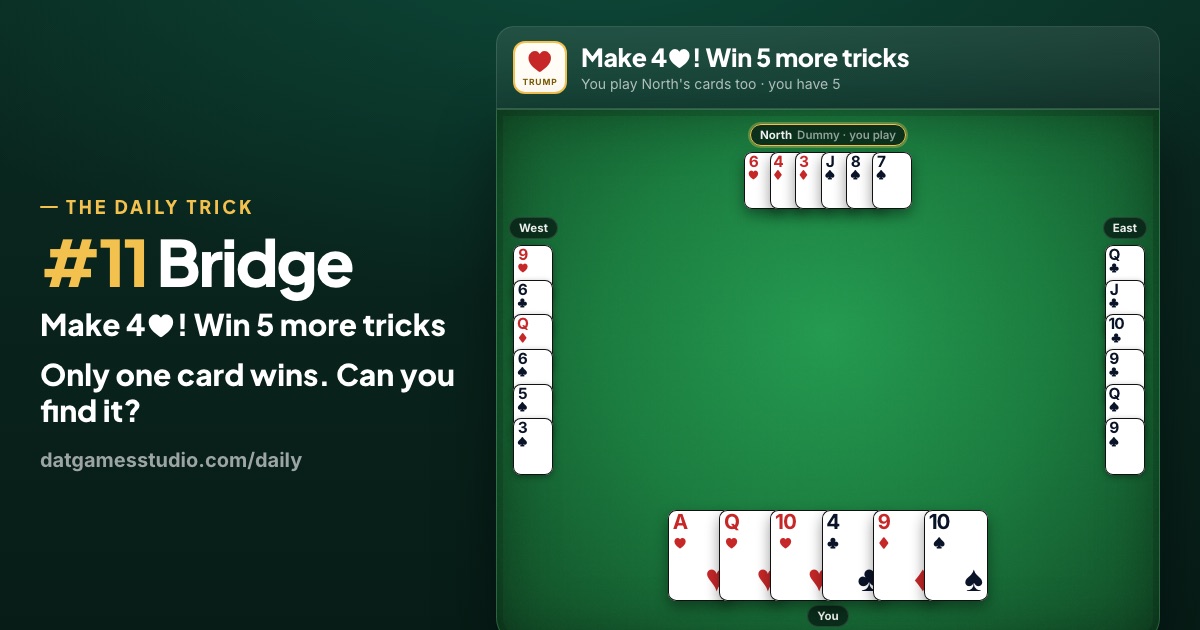 — THE DAILY TRICK
#11 Bridge
Make 4♥! Win 5 more tricks
Only one card wins. Can you
find it?
datgamesstudio.com/daily
TRUMP
Make 4♥! Win 5 more tricks
You play North's cards too · you have 5
North Dummy · you play
6♥ 4♦ 3♦ J♠ 8♠ 7♠
West
9♥
6♣
Q♦
6♠
5♠
3♠
East
Q♣
J♣
10♣
9♣
Q♠
9♠
A♥ Q♥ 10♥ 4♣ 9♦ 10♠
You